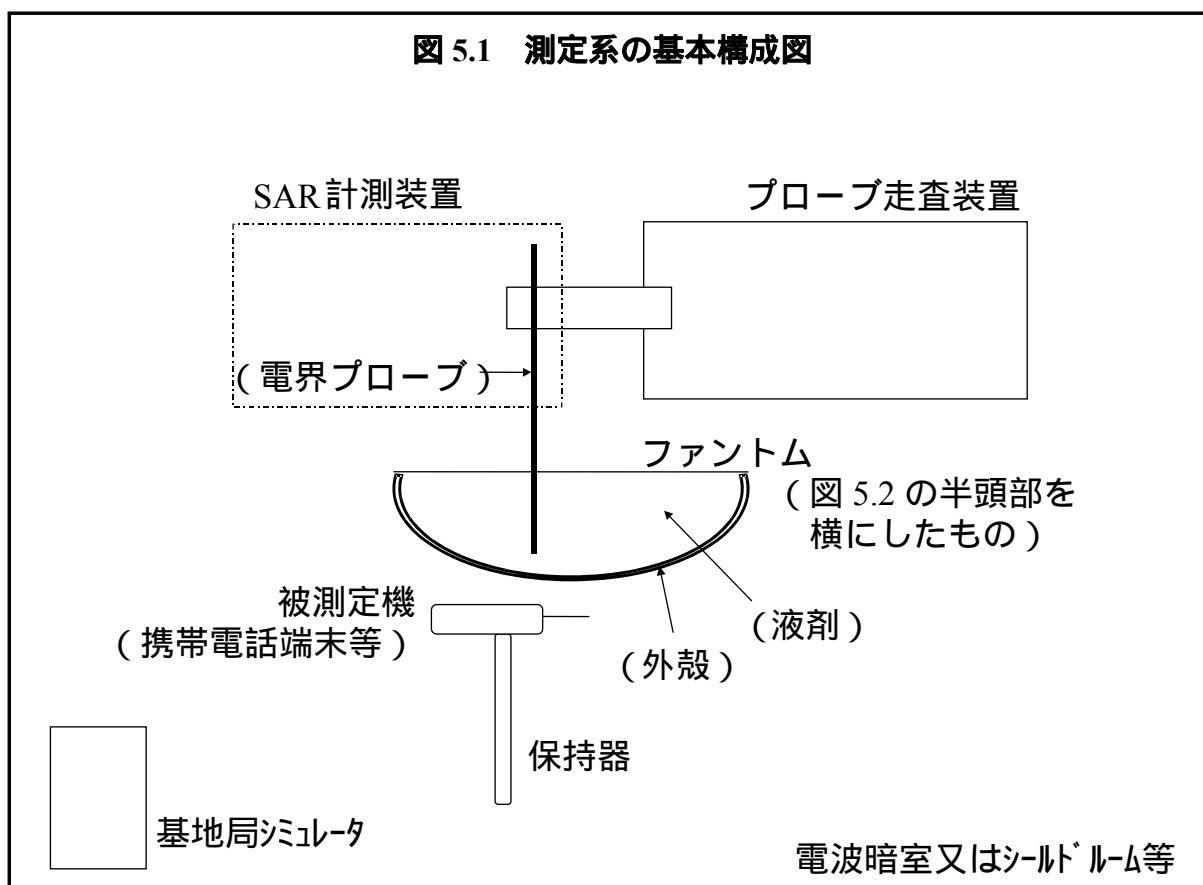 図 5.1 測定系の基本構成図
SAR計測装置
プローブ走査装置
(電界プローブ)
ファントム
(図 5.2 の半頭部を
横にしたもの)
被測定機
(携帯電話端末等)
(液剤)
(外殻)
保持器
基地局ｼﾐｭﾚｰﾀ
電波暗室又はｼｰﾙﾄﾞﾙｰﾑ等